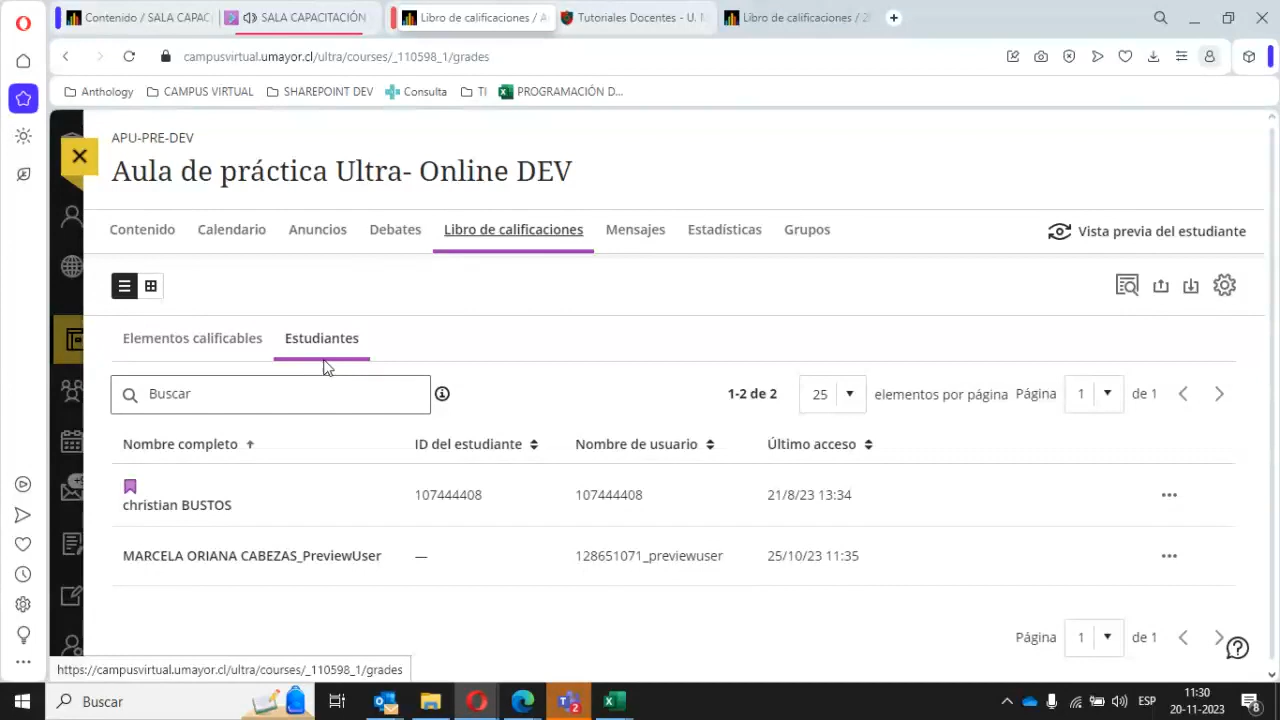 Contenido / SALA CAPAC
SALA CAPACITACIÓN
Libro de calificaciones / A
Tutoriales Docentes - U. M
Libro de calificaciones / 2
campusvirtual.umayor.cl/ultra/courses/_110598_1/grades
Anthology
CAMPUS VIRTUAL
SHAREPOINT DEV
Consulta
TI
PROGRAMACIÓN D...
APU-PRE-DEV
Aula de práctica Ultra- Online DEV
Contenido
Calendario
Anuncios
Debates
Libro de calificaciones
Mensajes
Estadísticas
Grupos
Vista previa del estudiante
Elementos calificables
Estudiantes
Buscar
1-2 de 2
25
elementos por página
Página
1
de 1
Nombre completo
ID del estudiante
Nombre de usuario
Último acceso
christian BUSTOS
107444408
107444408
21/8/23 13:34
MARCELA ORIANA CABEZAS_PreviewUser
—
128651071_previewuser
25/10/23 11:35
Página
1
de 1
https://campusvirtual.umayor.cl/ultra/courses/_110598_1/grades
Buscar
2
ESP
11:30
20-11-2023
8